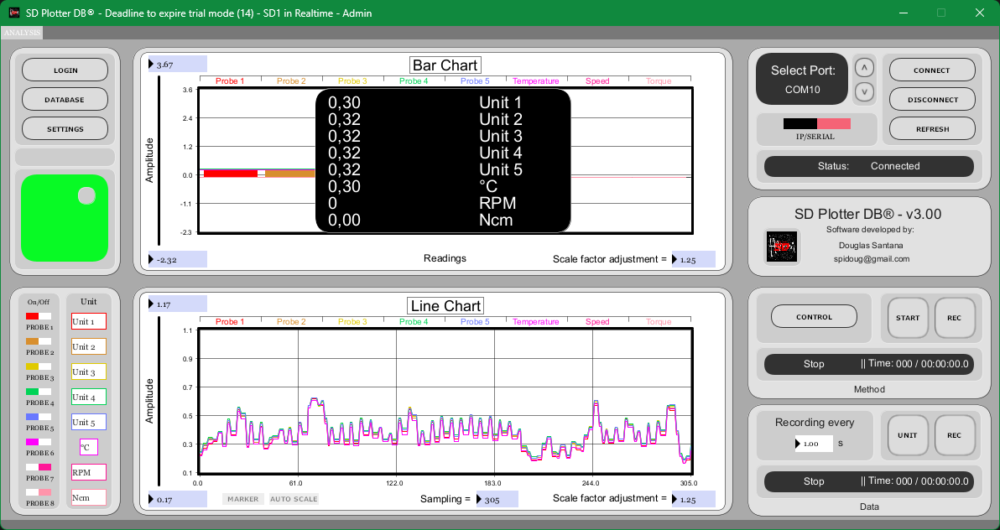 SD Plotter DB® - Deadline to expire trial mode (14) - SD1 in Realtime - Admin
ANALYSIS
LOGIN
DATABASE
SETTINGS
3.67
Bar Chart
Probe 1 Probe 2 Probe 3 Probe 4 Probe 5 Temperature Speed Torque
Amplitude
3.6
2.4
1.2
0.0
-1.1
-2.3
0,30 Unit 1
0,32 Unit 2
0,32 Unit 3
0,32 Unit 4
0,32 Unit 5
0,30 °C
0 RPM
0,00 Ncm
-2.32
Readings
Scale factor adjustment = 1.25
Select Port:
COM10
IP/SERIAL
CONNECT
DISCONNECT
REFRESH
Status: Connected
SD Plotter DB® - v3.00
Software developed by:
Douglas Santana
spidoug@gmail.com
SD
On/Off Unit
PROBE 1 Unit 1
PROBE 2 Unit 2
PROBE 3 Unit 3
PROBE 4 Unit 4
PROBE 5 Unit 5
PROBE 6 °C
PROBE 7 RPM
PROBE 8 Ncm
1.17
Line Chart
Probe 1 Probe 2 Probe 3 Probe 4 Probe 5 Temperature Speed Torque
Amplitude
1.1
0.9
0.7
0.5
0.3
0.1
0.0 61.0 122.0 183.0 244.0 305.0
0.17
MARKER
AUTO SCALE
Sampling = 305
Scale factor adjustment = 1.25
CONTROL
START
REC
Stop || Time: 000 / 00:00:00.0
Method
Recording every
1.00 s
UNIT
REC
Stop || Time: 000 / 00:00:00.0
Data